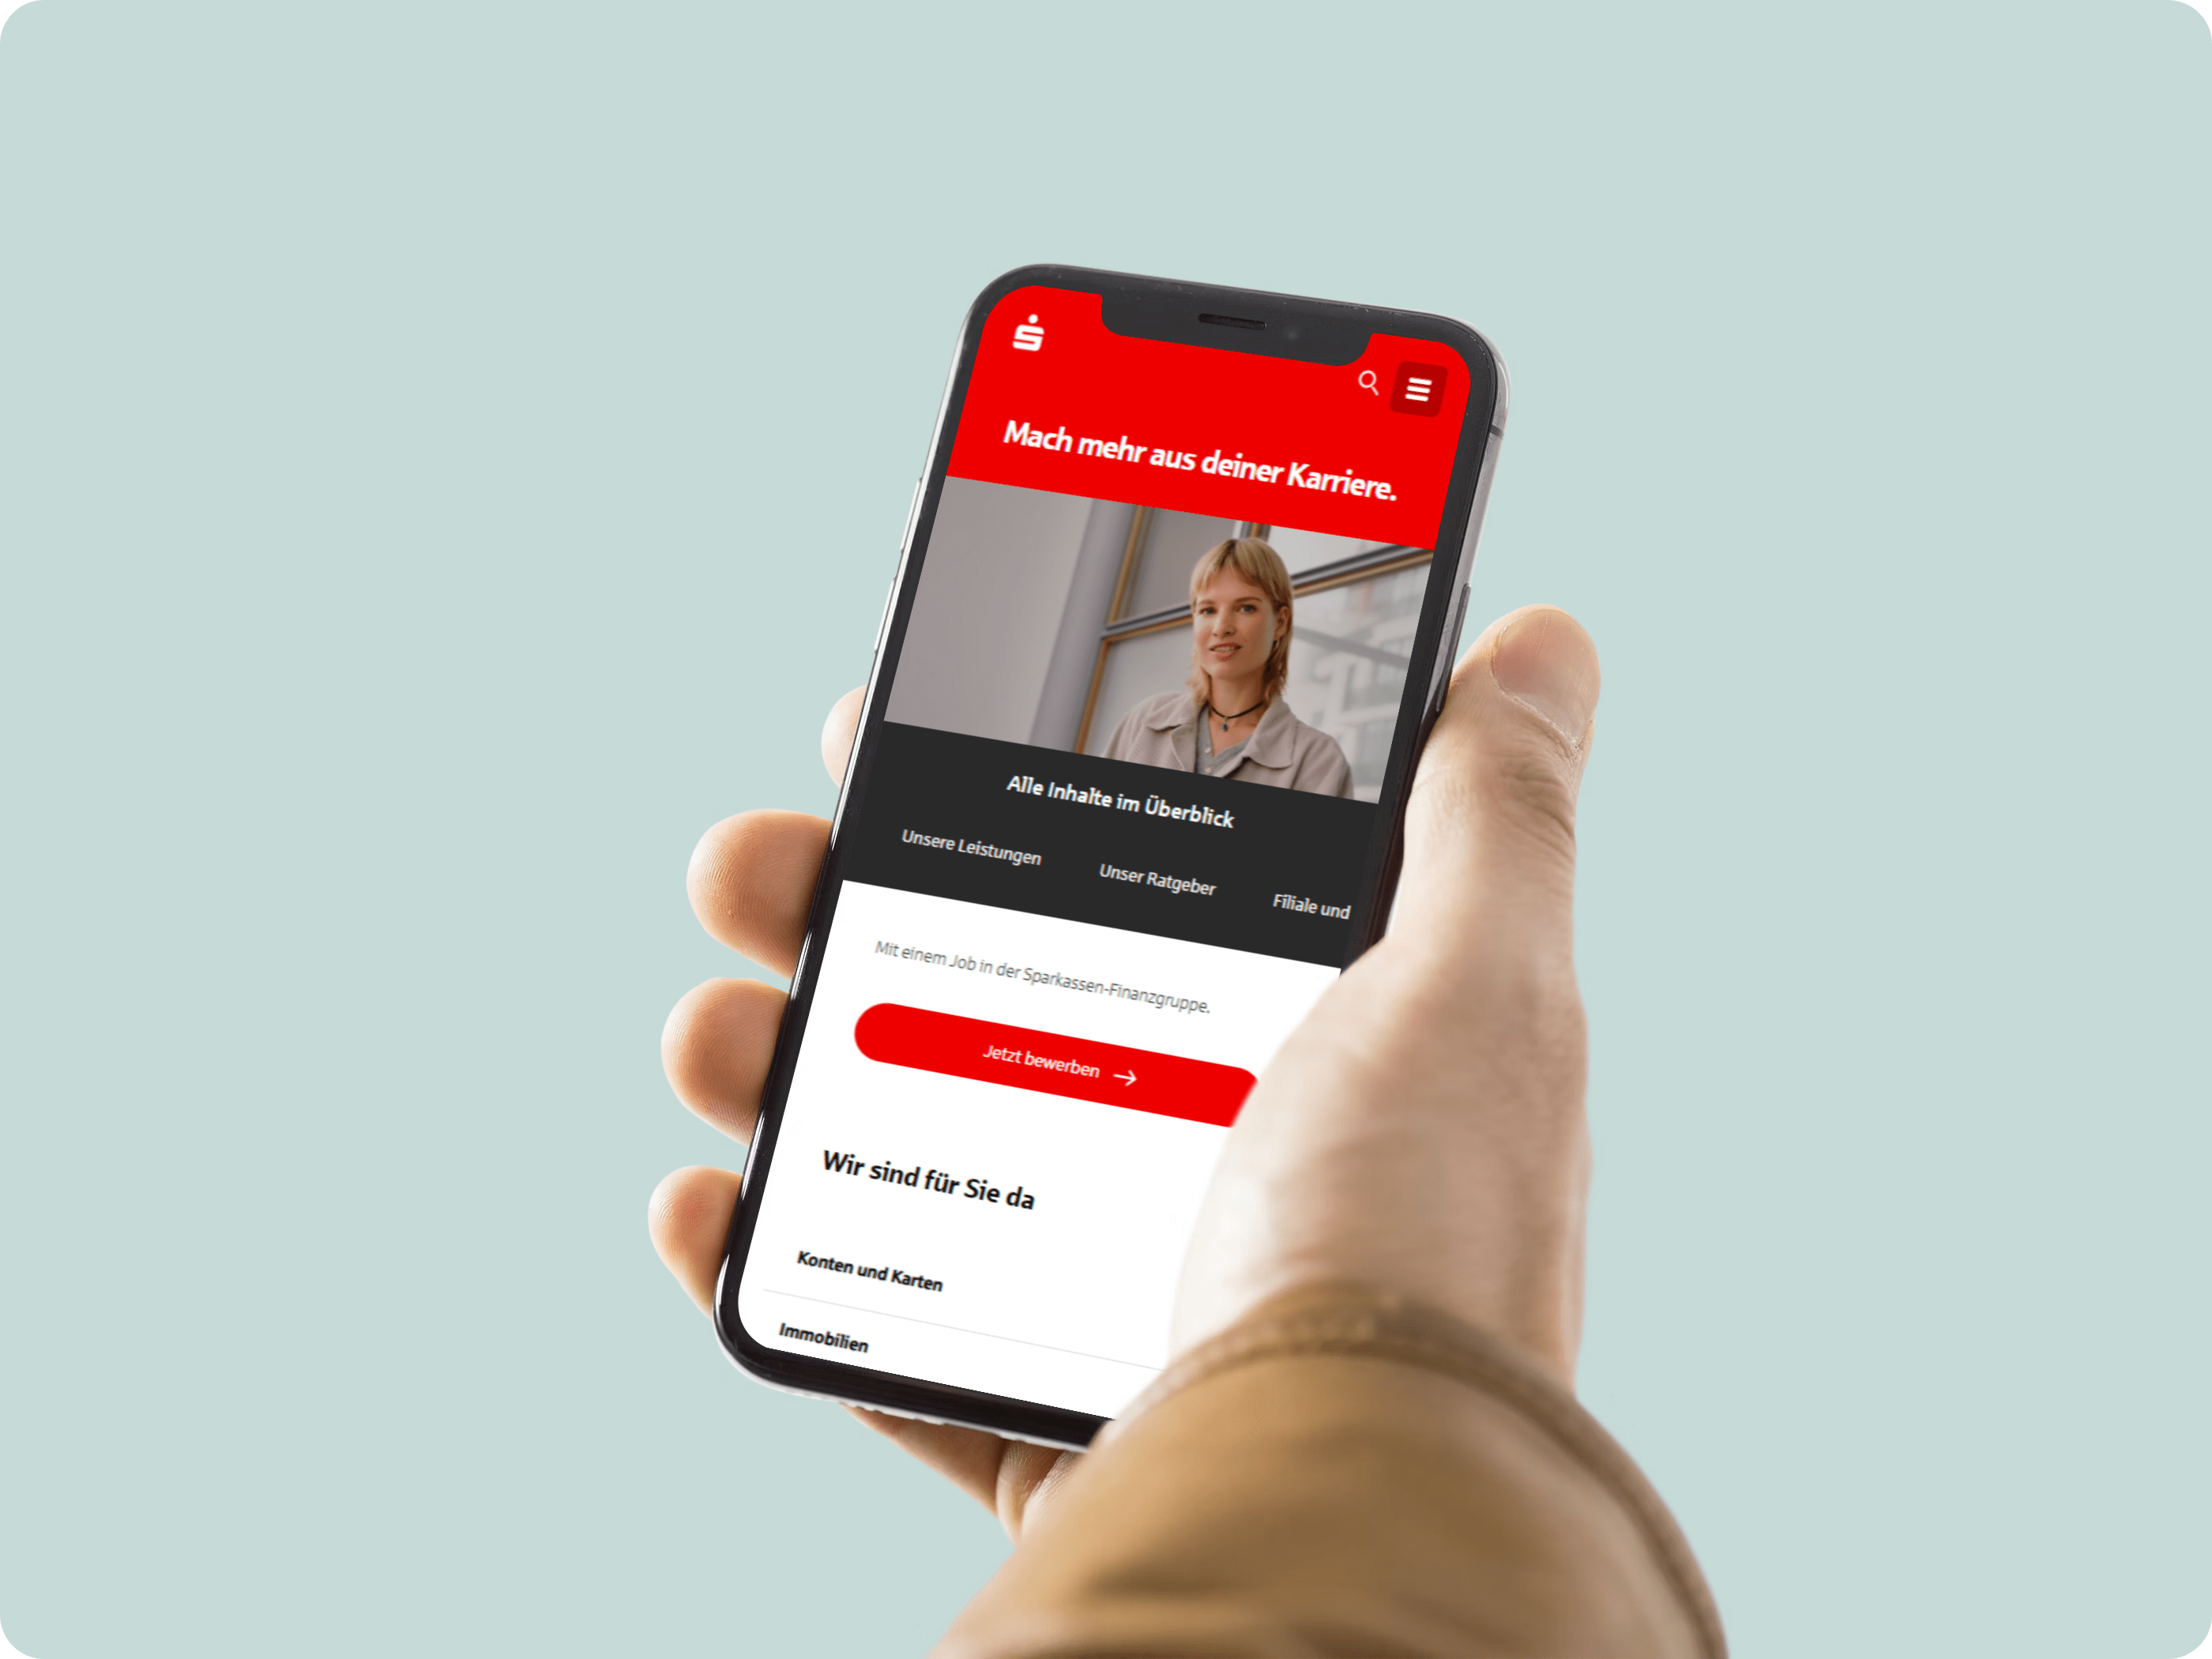 Mach mehr aus deiner Karriere.
Alle Inhalte im Überblick
Unsere Leistungen
Unser Ratgeber
Filiale und
Mit einem Job in der Sparkassen-Finanzgruppe.
Jetzt bewerben →
Wir sind für Sie da
Konten und Karten
Immobilien